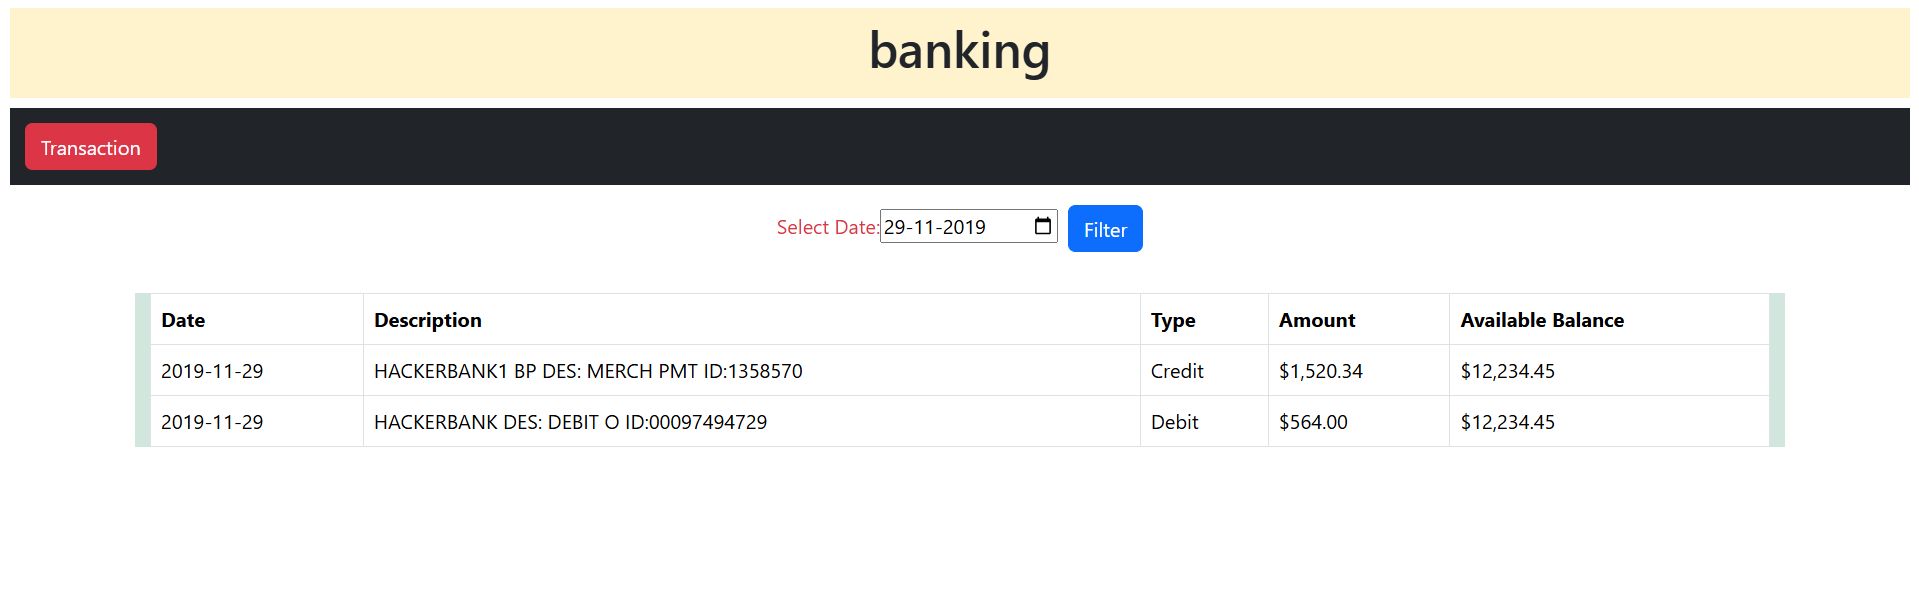 banking
Transaction
Select Date: 29-11-2019 Filter
Date Description Type Amount Available Balance
2019-11-29 HACKERBANK1 BP DES: MERCH PMT ID:1358570 Credit $1,520.34 $12,234.45
2019-11-29 HACKERBANK DES: DEBIT O ID:00097494729 Debit $564.00 $12,234.45